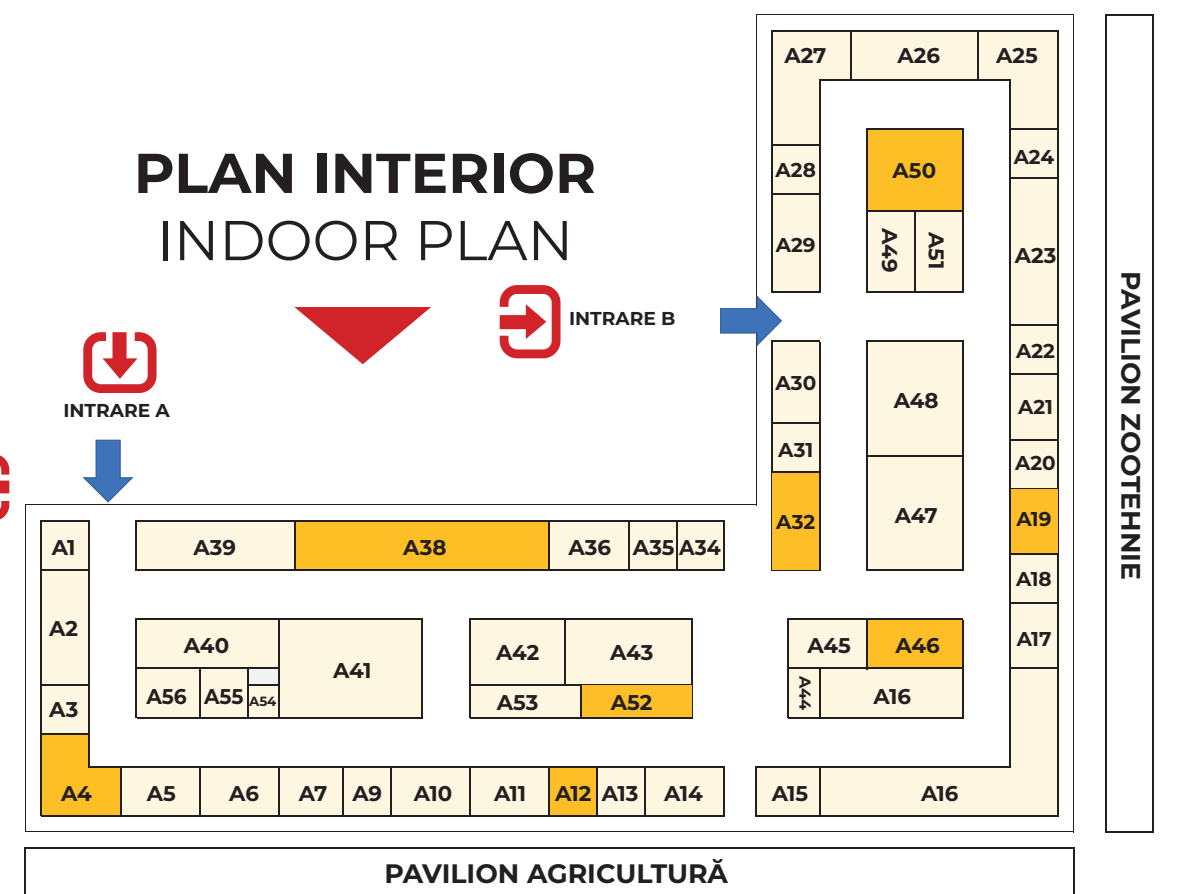 PLAN INTERIOR
INDOOR PLAN
INTRARE A
INTRARE B
A27 A26 A25
A28 A50 A24
A29 A49 A51 A23
A30 A48 A22
A21
A31 A20
A32 A47 A19
A1 A39 A38 A36 A35 A34
A18
A2 A40 A41 A42 A43 A45 A46 A17
A3 A56 A55 A54 A53 A52 A44 A16
A4 A5 A6 A7 A9 A10 A11 A12 A13 A14 A15 A16
PAVILION ZOOTEHNIE
PAVILION AGRICULTURĂ